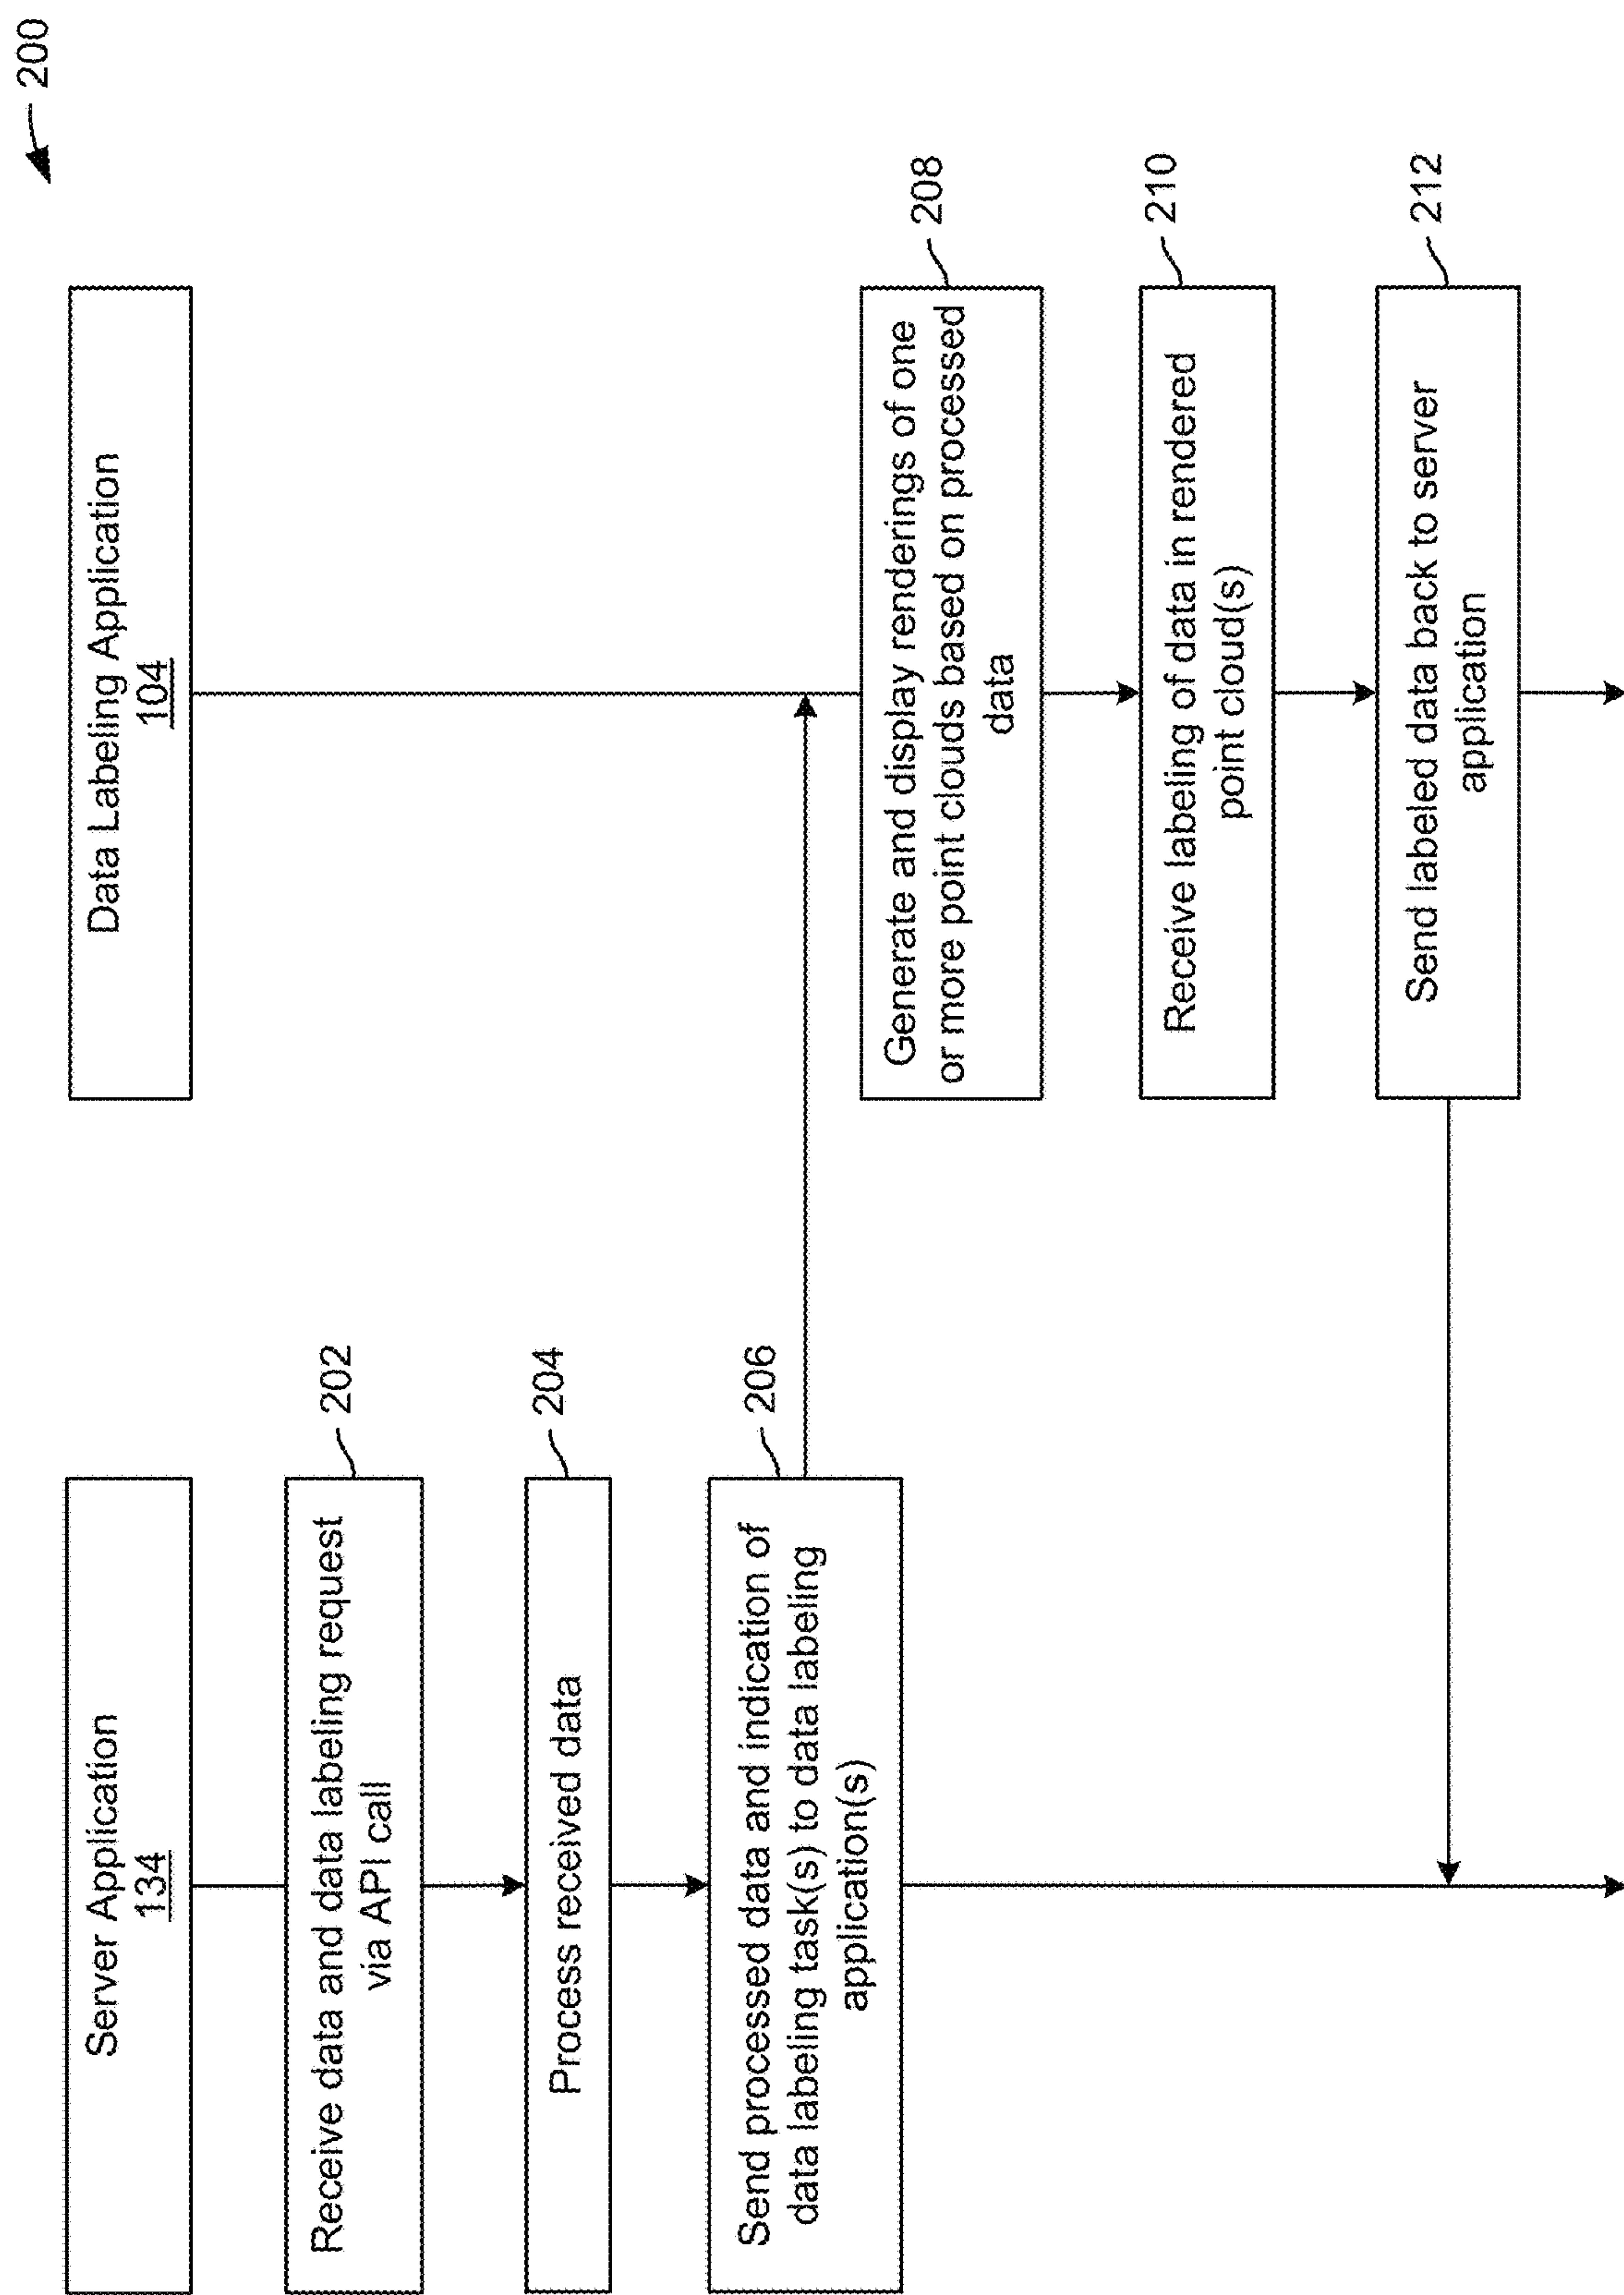 200
Server Application
134
Data Labeling Application
104
Receive data and data labeling request
via API call
202
Process received data
204
Send processed data and indication of
data labeling task(s) to data labeling
application(s)
206
Generate and display renderings of one
or more point clouds based on processed
data
208
Receive labeling of data in rendered
point cloud(s)
210
Send labeled data back to server
application
212